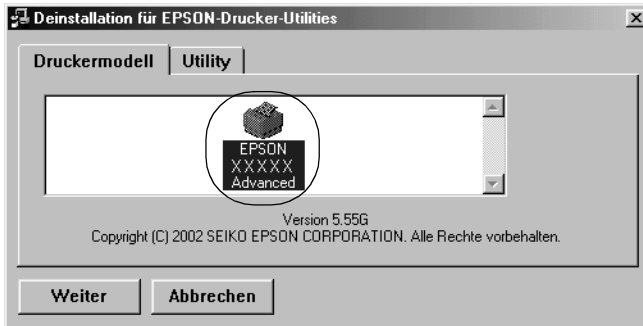 Deinstallation für EPSON-Drucker-Utilities
Druckermodell
Utility
EPSON
XXXXX
Advanced
Version 5.55G
Copyright (C) 2002 SEIKO EPSON CORPORATION. Alle Rechte vorbehalten.
Weiter
Abbrechen